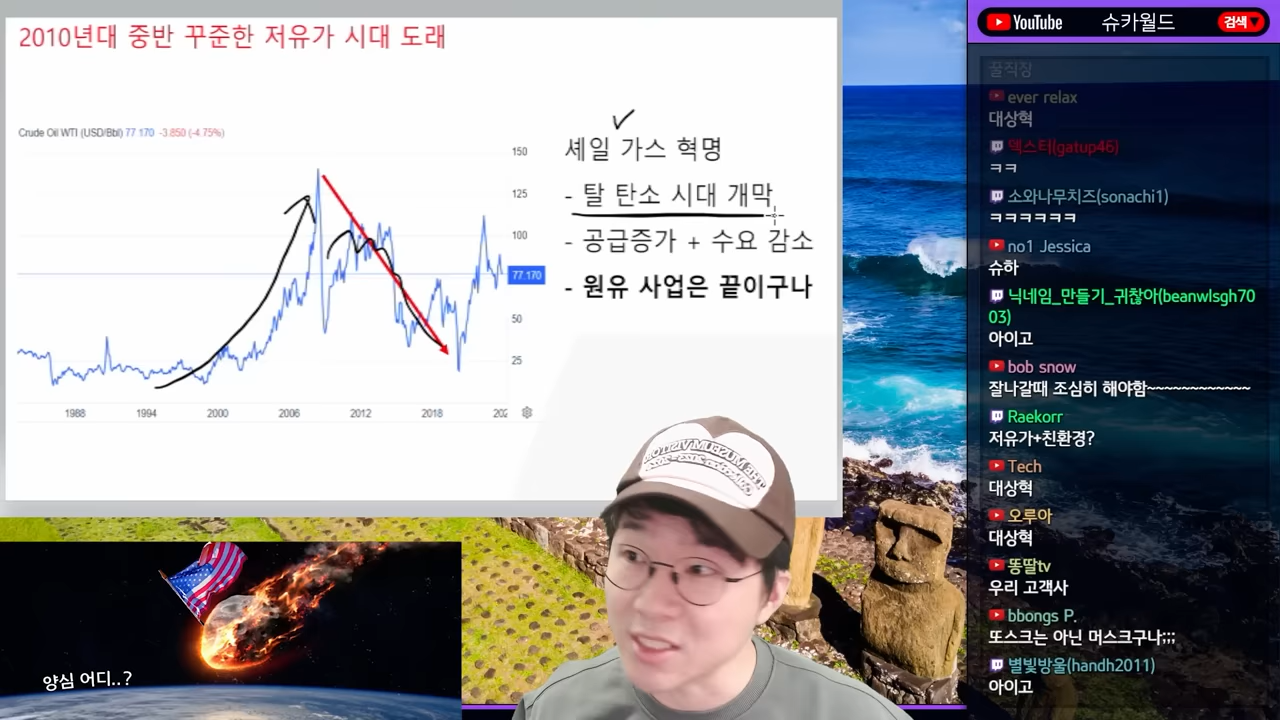 2010년대 중반 꾸준한 저유가 시대 도래
Crude Oil WTI (USD/Bbl) 77.170 -3.850 (-4.75%)
150
125
100
77.170
50
25
1988
1994
2000
2006
2012
2018
202
셰일 가스 혁명
- 탈 탄소 시대 개막
- 공급증가 + 수요 감소
- 원유 사업은 끝이구나
양심 어디..?
YouTube
슈카월드
검색
꿀직장
ever relax
대상혁
덱스터(gatup46)
ㅋㅋ
소와나무치즈(sonachi1)
ㅋㅋㅋㅋㅋㅋ
no1 Jessica
슈하
닉네임_만들기_귀찮아(beanwlsgh70
03)
아이고
bob snow
잘나갈때 조심히 해야함~~~~~~~~~~~~
Raekorr
저유가+친환경?
Tech
대상혁
오루아
대상혁
똥딸tv
우리 고객사
bbongs P.
또스크는 아닌 머스크구나;;;
별빛방울(handh2011)
아이고